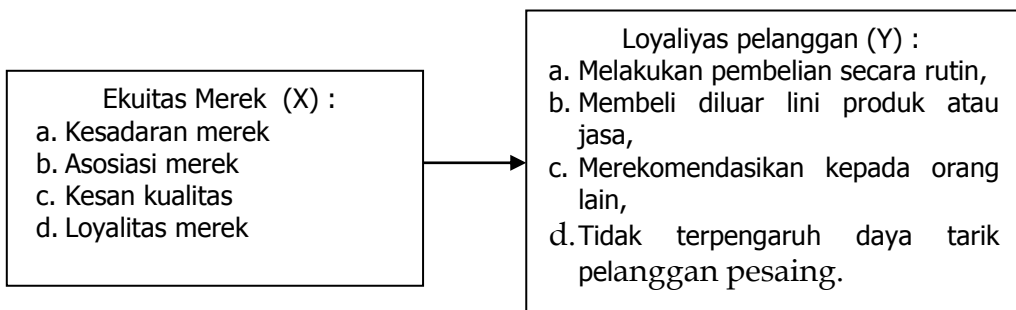 Ekuitas Merek (X) :
a. Kesadaran merek
b. Asosiasi merek
c. Kesan kualitas
d. Loyalitas merek
Loyaliyas pelanggan (Y) :
a. Melakukan pembelian secara rutin,
b. Membeli diluar lini produk atau
jasa,
c. Merekomendasikan kepada orang
lain,
d. Tidak terpengaruh daya tarik
pelanggan pesaing.